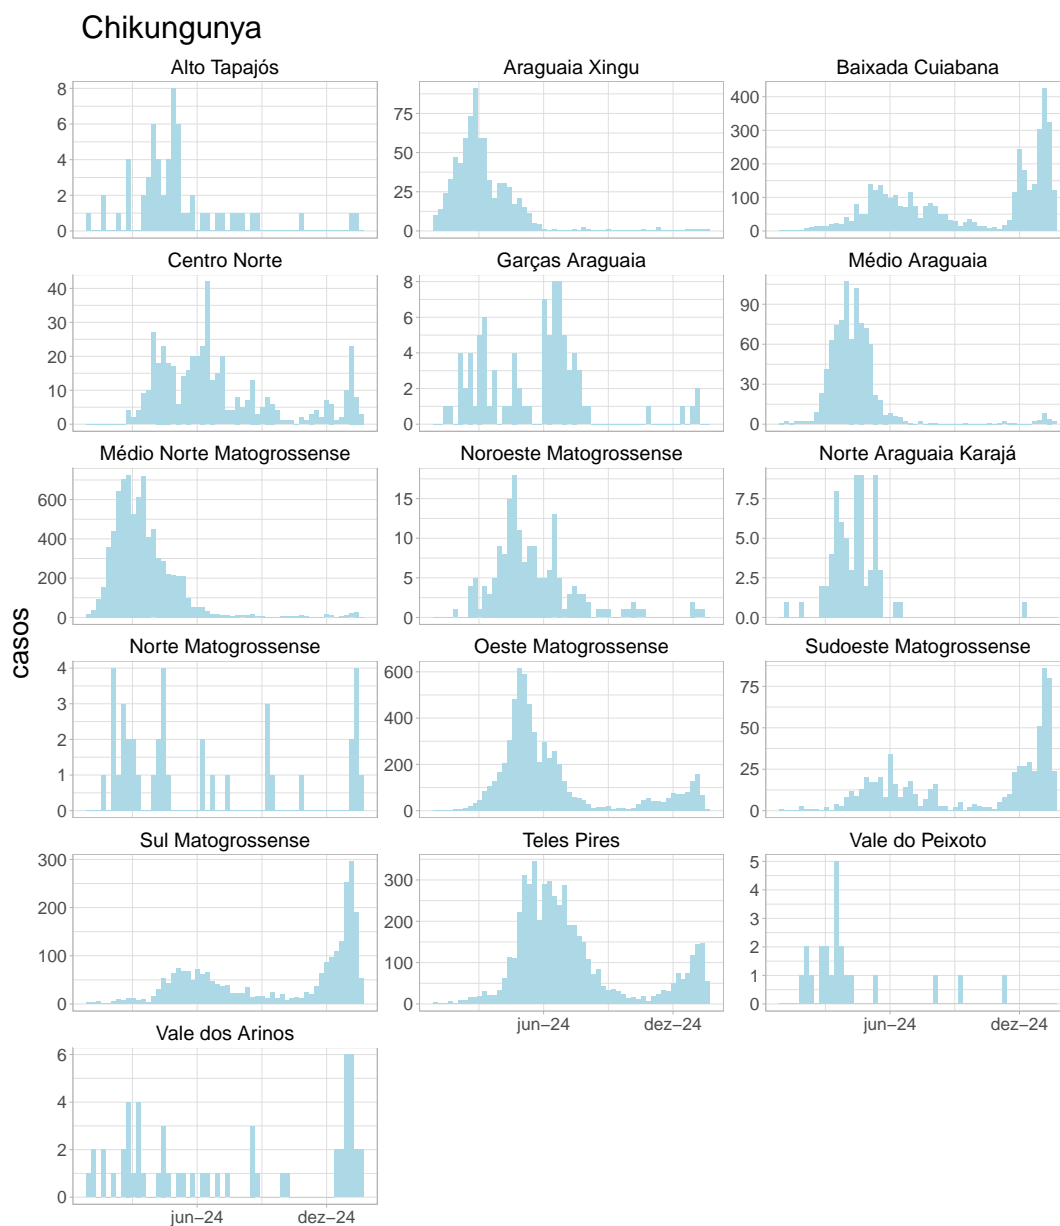 Chikungunya
Alto Tapajós
Araguaia Xingu
Baixada Cuiabana
8
6
4
2
0
75
50
25
0
400
300
200
100
0
Centro Norte
Garças Araguaia
Médio Araguaia
40
30
20
10
0
8
6
4
2
0
90
60
30
0
Médio Norte Matogrossense
Noroeste Matogrossense
Norte Araguaia Karajá
600
400
200
0
15
10
5
0
7.5
5.0
2.5
0.0
casos
Norte Matogrossense
Oeste Matogrossense
Sudoeste Matogrossense
4
3
2
1
0
600
400
200
0
75
50
25
0
Sul Matogrossense
Teles Pires
Vale do Peixoto
300
200
100
0
300
200
100
0
5
4
3
2
1
0
jun−24
dez−24
jun−24
dez−24
Vale dos Arinos
6
4
2
0
jun−24
dez−24